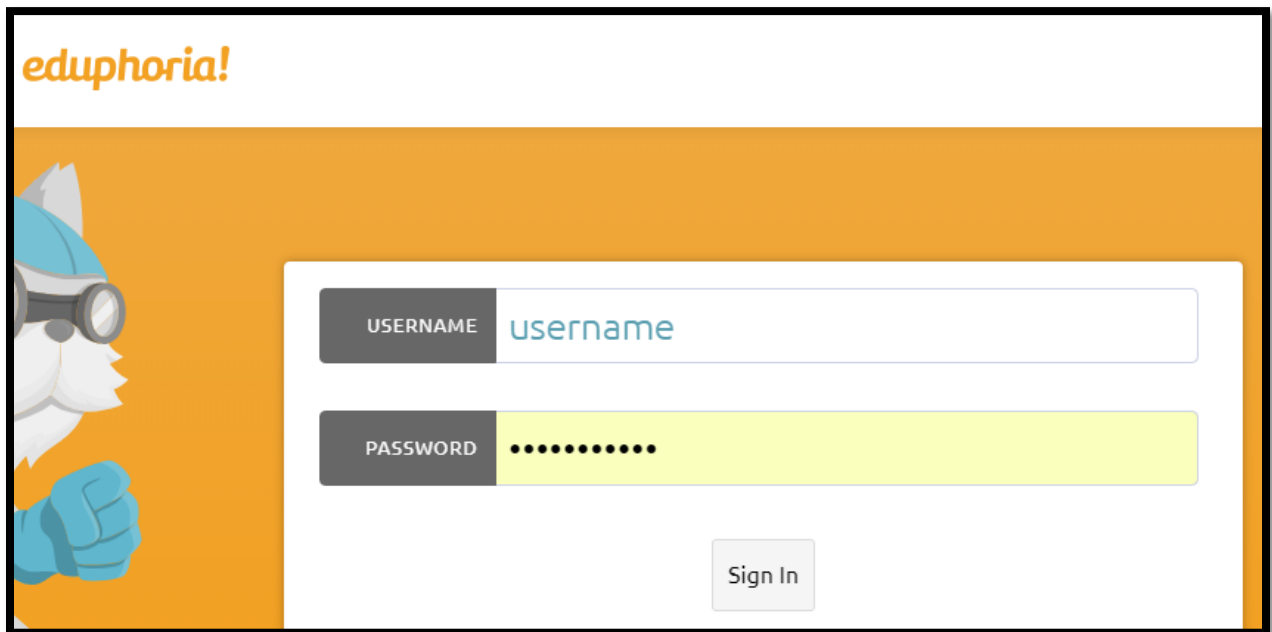 eduphoria!
USERNAME username
PASSWORD •••••••••••
Sign In